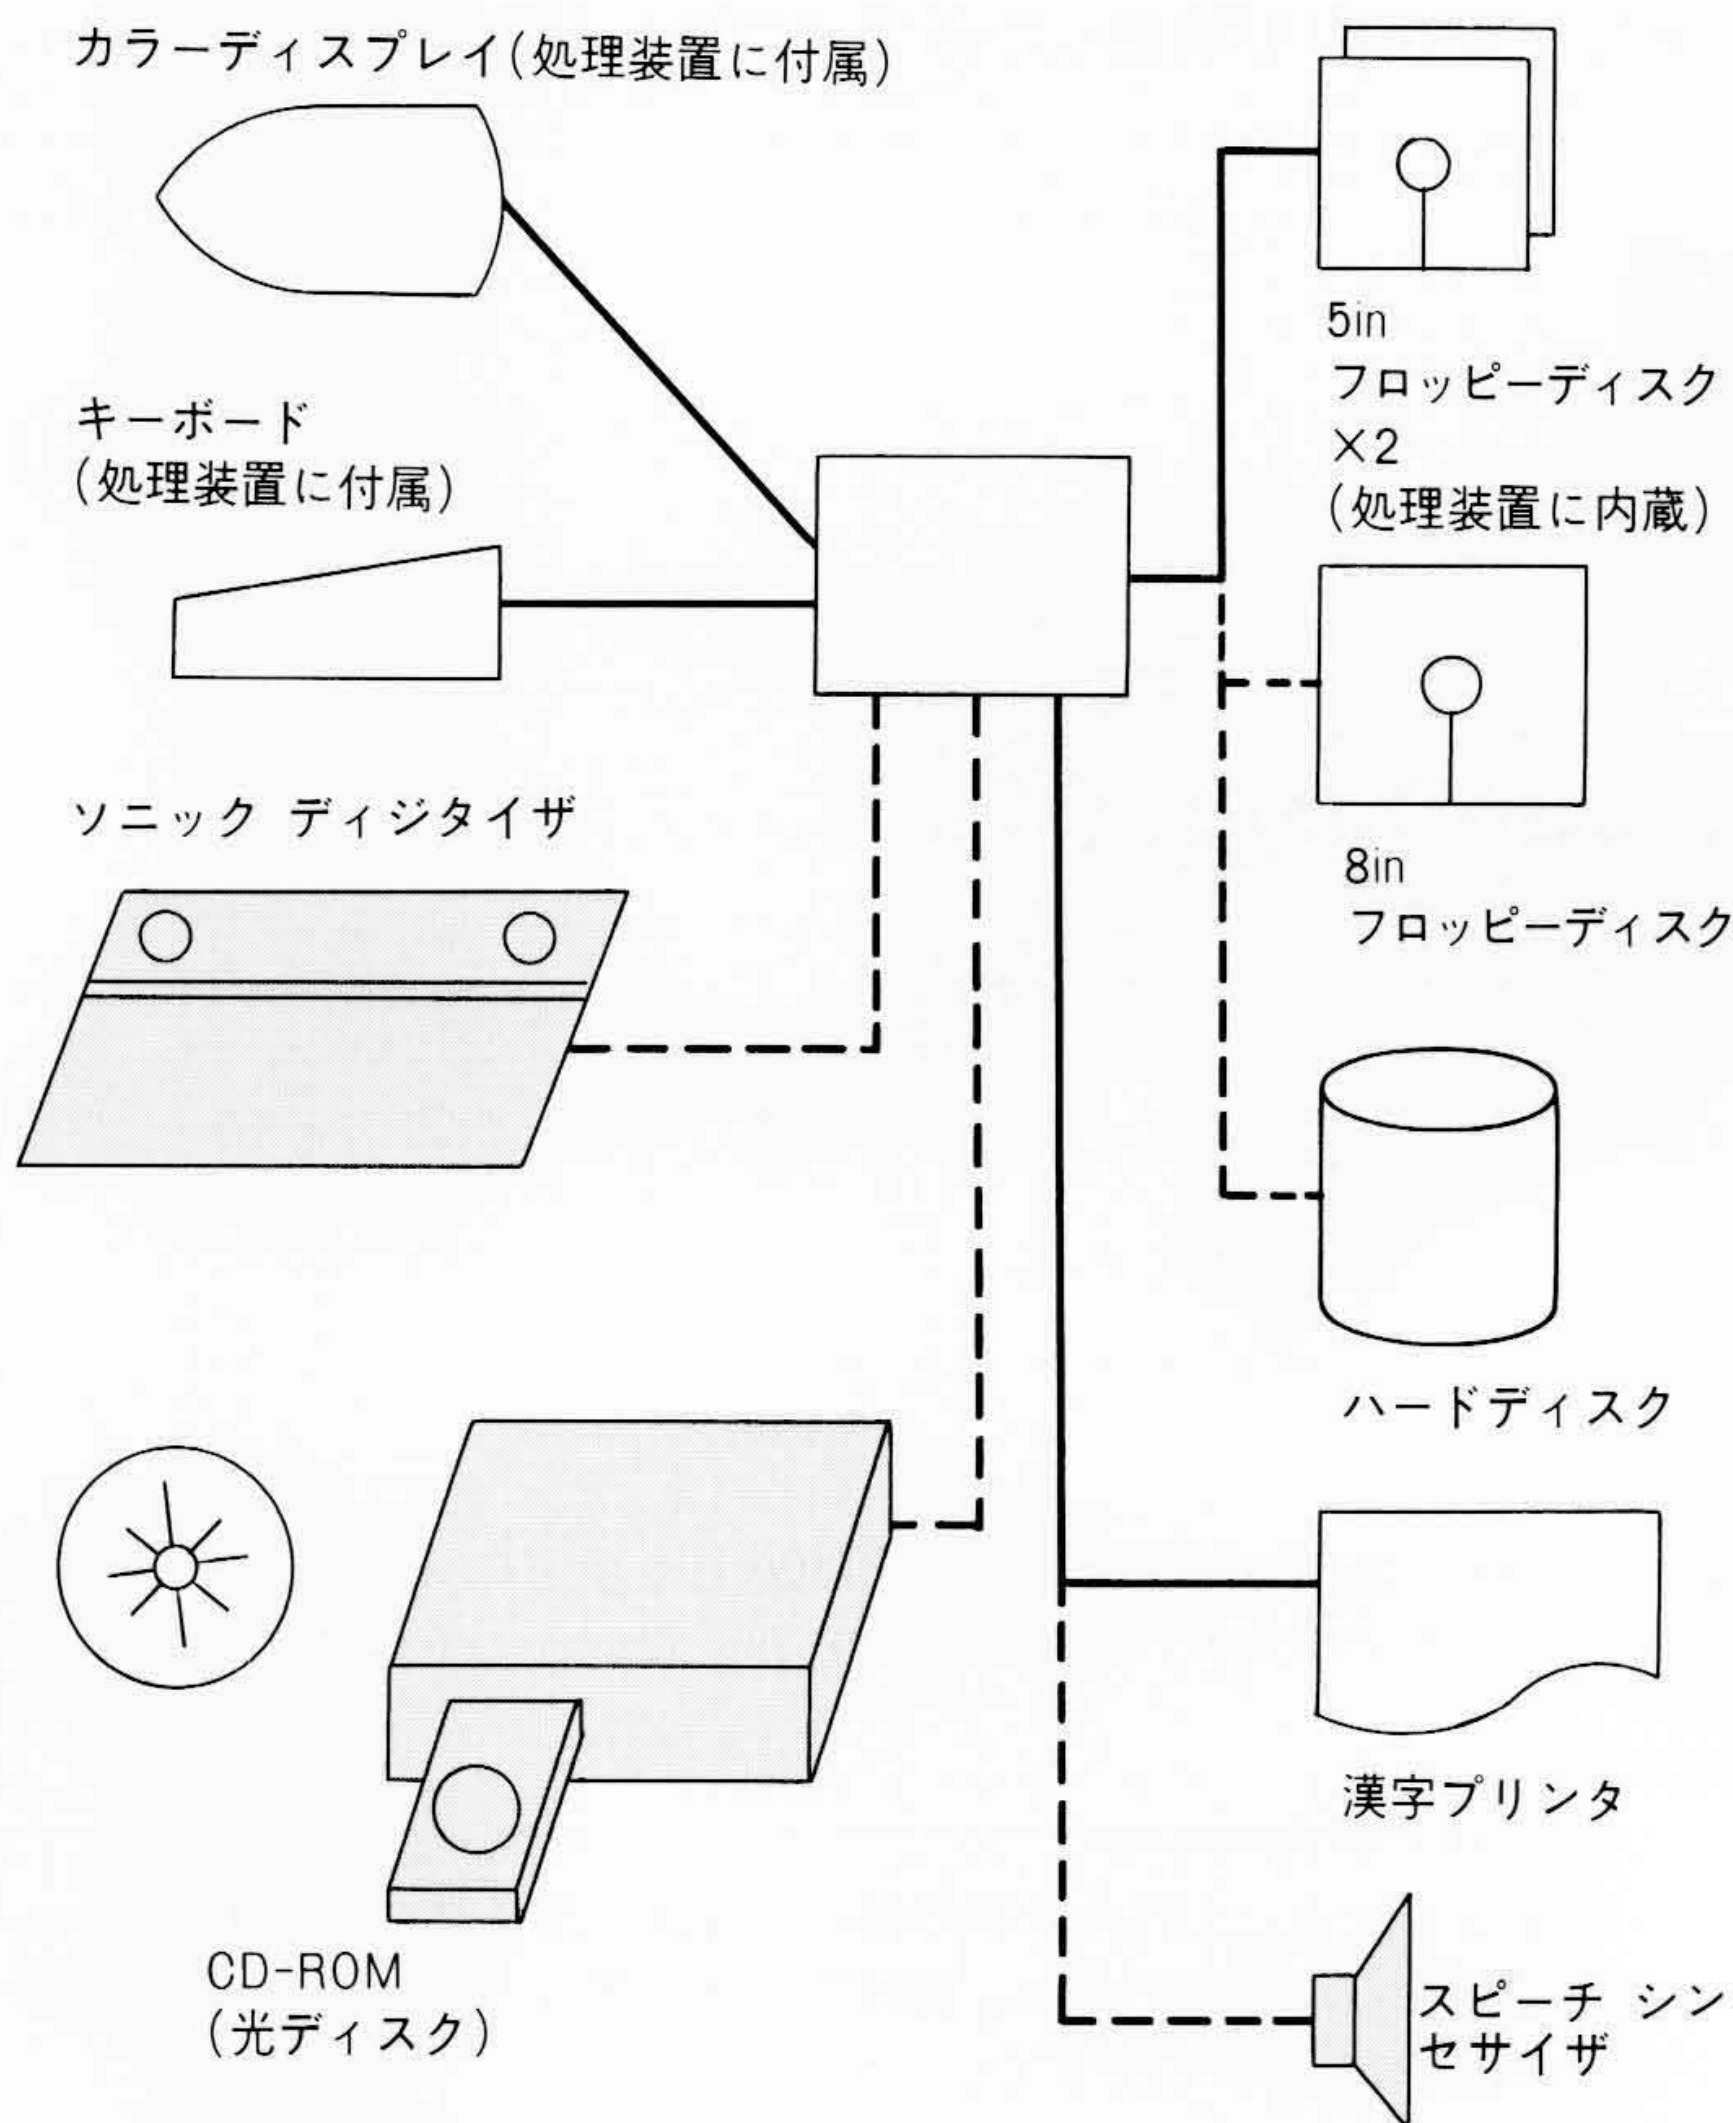 カラーディスプレイ(処理装置に付属)
キーボード
(処理装置に付属)
ソニック ディジタイザ
CD-ROM
(光ディスク)
5in
フロッピーディスク
×2
(処理装置に内蔵)
8in
フロッピーディスク
ハードディスク
漢字プリンタ
スピーチ シン
セサイザ